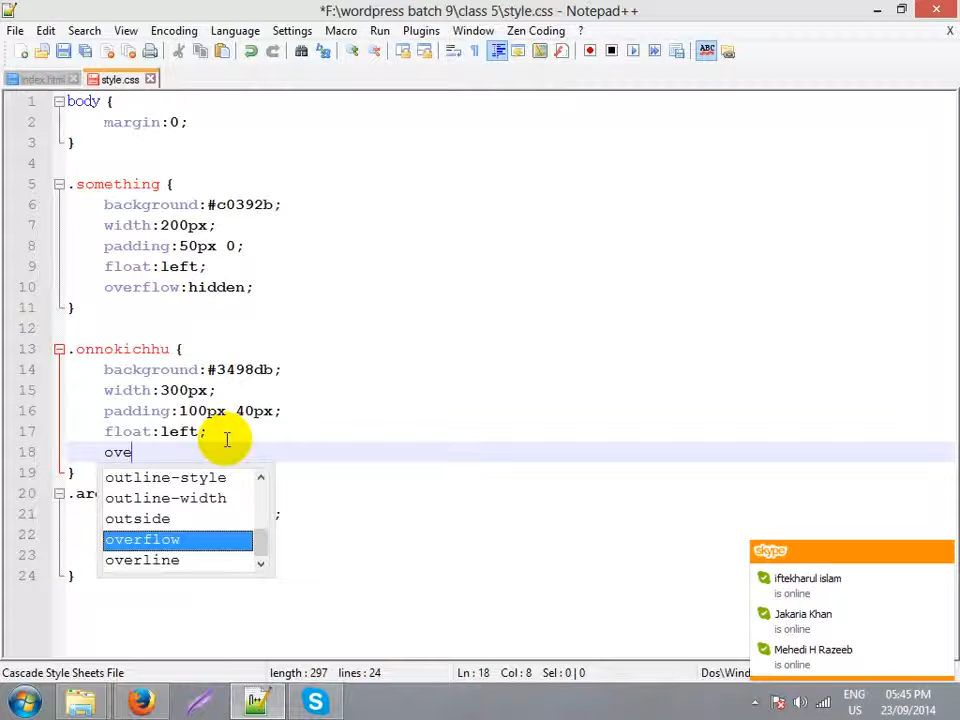 *F:\wordpress batch 9\class 5\style.css - Notepad++
File Edit Search View Encoding Language Settings Macro Run Plugins Window Zen Coding ? X
index.html style.css
1 body {
2 margin:0;
3 }
4
5 .something {
6 background:#c0392b;
7 width:200px;
8 padding:50px 0;
9 float:left;
10 overflow:hidden;
11 }
12
13 .onnokichhu {
14 background:#3498db;
15 width:300px;
16 padding:100px 40px;
17 float:left;
18 ove
19 }
outline-style
20 .aro
outline-width
21 ;
outside
22
overflow
23
overline
24 }
skype
iftekharul islam
is online
Jakaria Khan
is online
Mehedi H Razeeb
is online
Cascade Style Sheets File length : 297 lines : 24 Ln : 18 Col : 8 Sel : 0 | 0 Dos\Wind
ENG 05:45 PM
US 23/09/2014